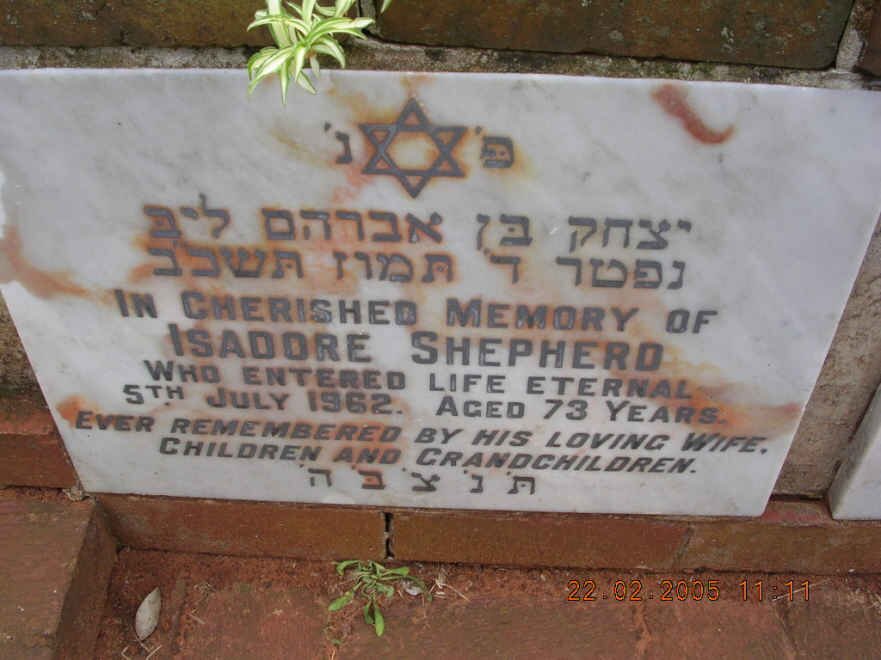 פ' נ'
יצחק בן אברהם ליב
נפטר ד' תמוז תשכ"ב
IN CHERISHED MEMORY OF
ISADORE SHEPHERD
WHO ENTERED LIFE ETERNAL
5TH JULY 1962. AGED 73 YEARS.
EVER REMEMBERED BY HIS LOVING WIFE,
CHILDREN AND GRANDCHILDREN.
ת'נ'צ'ב'ה'
22.02.2005 11:11